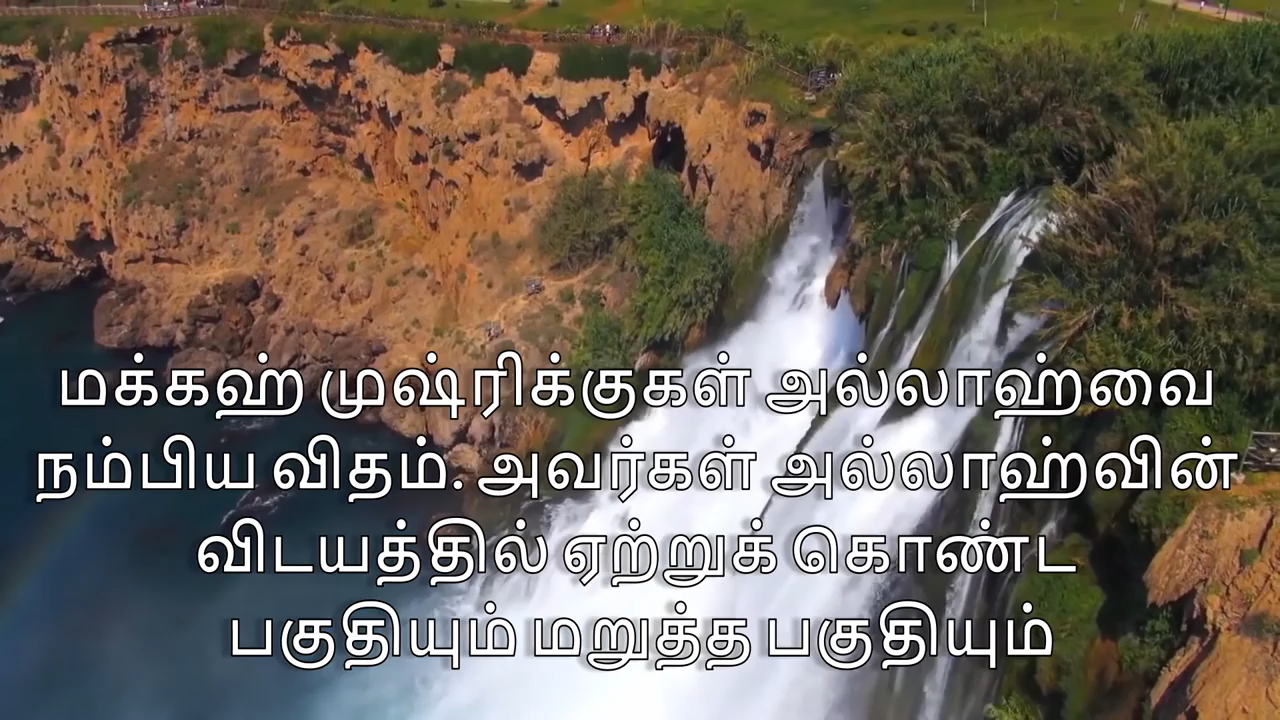 மக்கஹ் முஷ்ரிக்குகள் அல்லாஹ்வை
நம்பிய விதம். அவர்கள் அல்லாஹ்வின்
விடயத்தில் ஏற்றுக் கொண்ட
பகுதியும் மறுத்த பகுதியும்